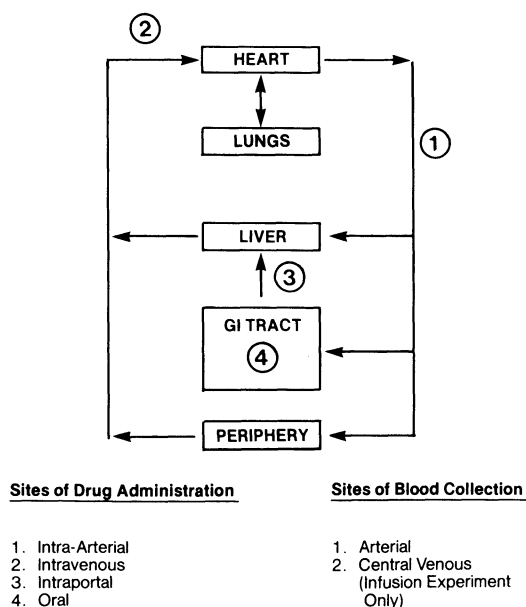 2
HEART
LUNGS
1
LIVER
3
GI TRACT
4
PERIPHERY
Sites of Drug Administration
1. Intra-Arterial
2. Intravenous
3. Intraportal
4. Oral
Sites of Blood Collection
1. Arterial
2. Central Venous
(Infusion Experiment
Only)